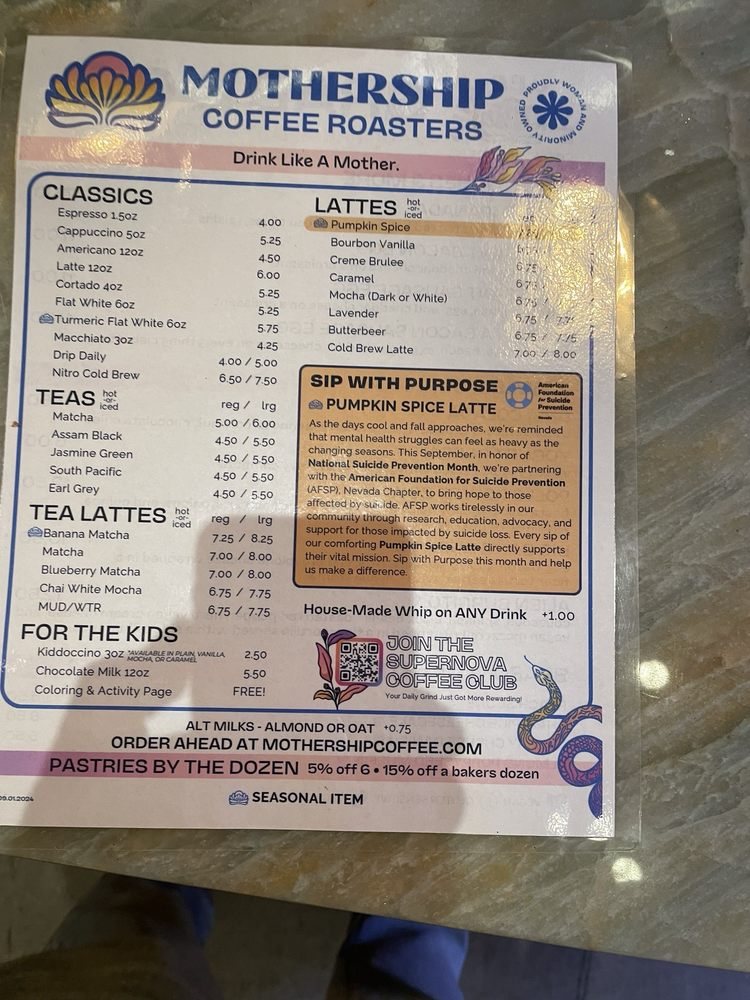 MOTHERSHIP
COFFEE ROASTERS
PROUDLY WOMAN AND MINORITY OWNED
Drink Like A Mother.
CLASSICS
Espresso 1.5oz 4.00
Cappuccino 5oz 5.25
Americano 12oz 4.50
Latte 12oz 6.00
Cortado 4oz 5.25
Flat White 6oz 5.25
Turmeric Flat White 6oz 5.75
Macchiato 3oz 4.25
Drip Daily 4.00 / 5.00
Nitro Cold Brew 6.50 / 7.50
TEAS hot -or- iced reg / lrg
Matcha 5.00 / 6.00
Assam Black 4.50 / 5.50
Jasmine Green 4.50 / 5.50
South Pacific 4.50 / 5.50
Earl Grey 4.50 / 5.50
TEA LATTES hot -or- iced reg / lrg
Banana Matcha 7.25 / 8.25
Matcha 7.00 / 8.00
Blueberry Matcha 7.00 / 8.00
Chai White Mocha 6.75 / 7.75
MUD/WTR 6.75 / 7.75
FOR THE KIDS
Kiddoccino 3oz *AVAILABLE IN PLAIN, VANILLA, MOCHA, OR CARAMEL 2.50
Chocolate Milk 12oz 5.50
Coloring & Activity Page FREE!
LATTES hot -or- iced
Pumpkin Spice
Bourbon Vanilla
Creme Brulee 6.75
Caramel 6.75
Mocha (Dark or White) 6.75
Lavender 6.75 / 7.75
Butterbeer 6.75 / 7.75
Cold Brew Latte 7.00 / 8.00
SIP WITH PURPOSE
PUMPKIN SPICE LATTE
American
Foundation
for Suicide
Prevention
Nevada
As the days cool and fall approaches, we're reminded
that mental health struggles can feel as heavy as the
changing seasons. This September, in honor of
National Suicide Prevention Month, we're partnering
with the American Foundation for Suicide Prevention
(AFSP), Nevada Chapter, to bring hope to those
affected by suicide. AFSP works tirelessly in our
community through research, education, advocacy, and
support for those impacted by suicide loss. Every sip of
our comforting Pumpkin Spice Latte directly supports
their vital mission. Sip with Purpose this month and help
us make a difference.
House-Made Whip on ANY Drink +1.00
JOIN THE
SUPERNOVA
COFFEE CLUB
Your Daily Grind Just Got More Rewarding!
ALT MILKS - ALMOND OR OAT +0.75
ORDER AHEAD AT MOTHERSHIPCOFFEE.COM
PASTRIES BY THE DOZEN 5% off 6 • 15% off a bakers dozen
SEASONAL ITEM